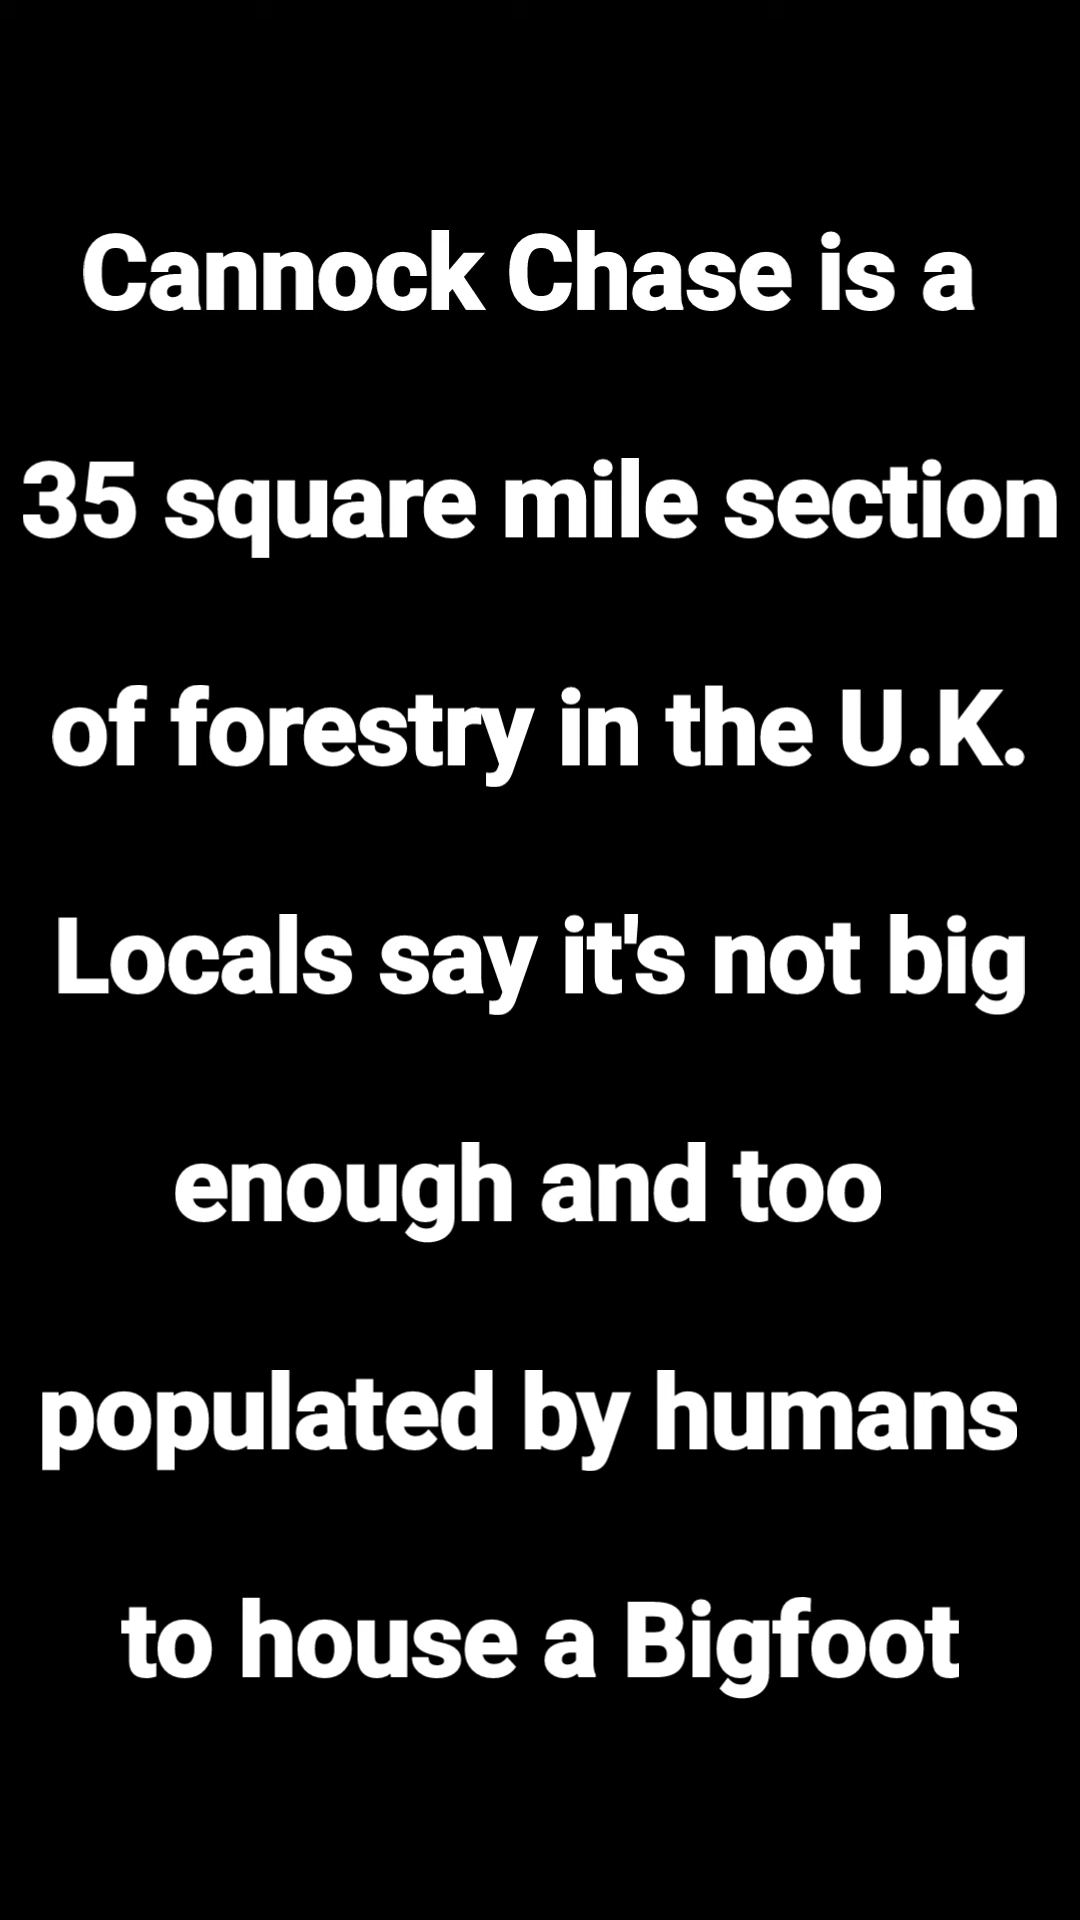 Cannock Chase is a
35 square mile section
of forestry in the U.K.
Locals say it's not big
enough and too
populated by humans
to house a Bigfoot